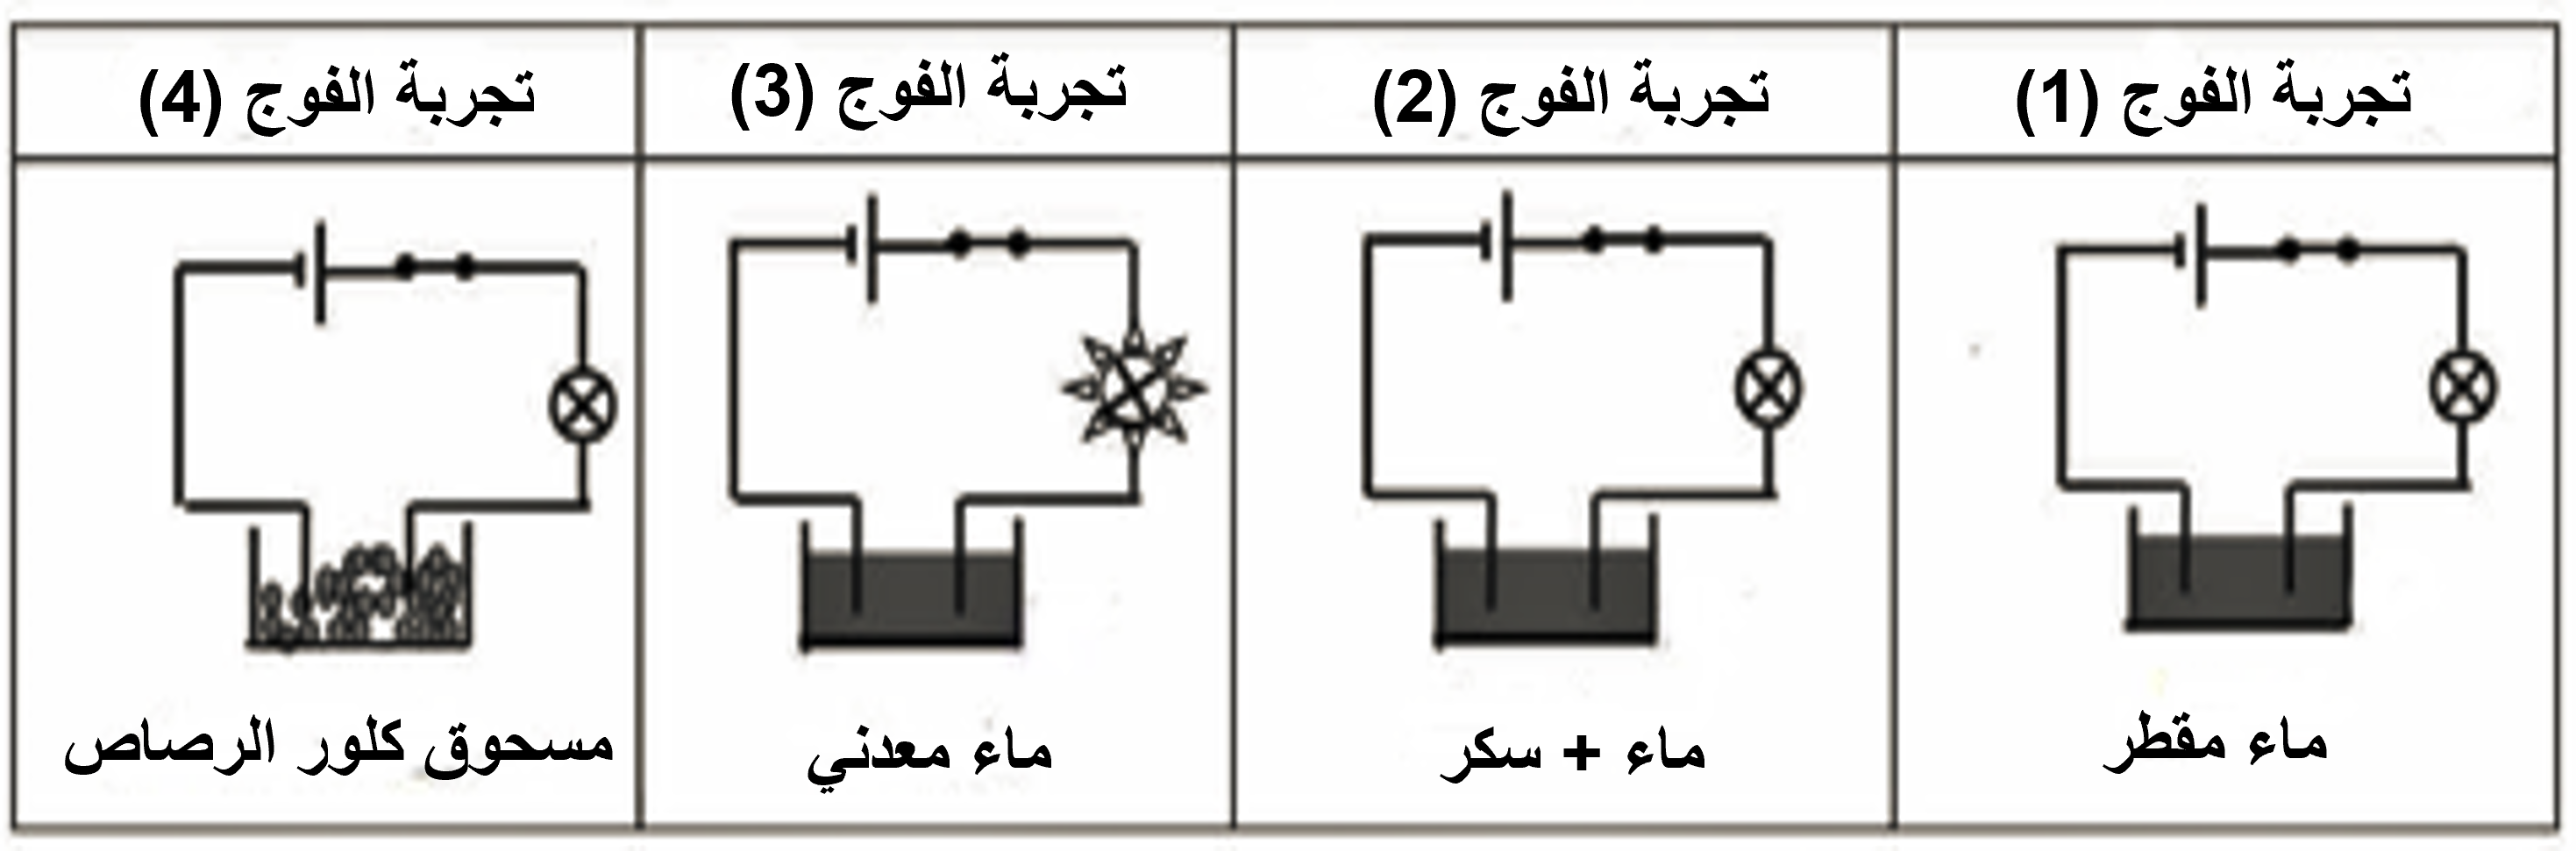 تجربة الفوج (1)
تجربة الفوج (2)
تجربة الفوج (3)
تجربة الفوج (4)
ماء مقطر
ماء + سكر
ماء معدني
مسحوق كلور الرصاص